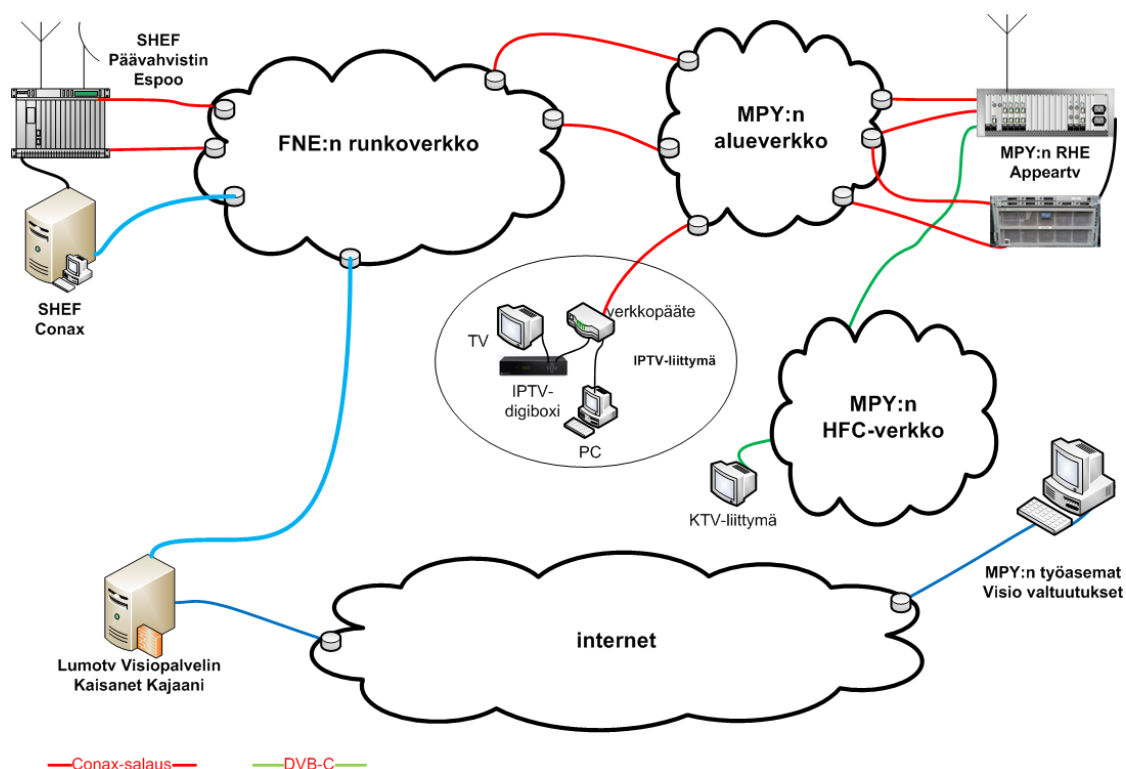 SHEF
Päävahvistin
Espoo
FNE:n runkoverkko
MPY:n
alueverkko
MPY:n RHE
Appeartv
SHEF
Conax
verkkopääte
TV
IPTV-liittymä
IPTV-
digiboxi
PC
MPY:n
HFC-verkko
KTV-liittymä
MPY:n työasemat
Visio valtuutukset
internet
Lumotv Visiopalvelin
Kaisanet Kajaani
Conax-salaus
DVB-C